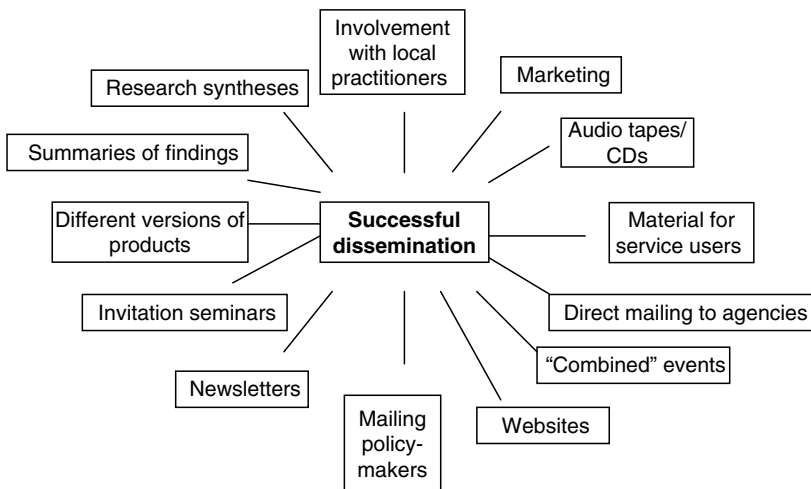 Involvement
with local
practitioners
Marketing
Research syntheses
Audio tapes/
CDs
Summaries of findings
Different versions of
products
Successful
dissemination
Material for
service users
Invitation seminars
Direct mailing to agencies
“Combined” events
Newsletters
Mailing
policy-
makers
Websites